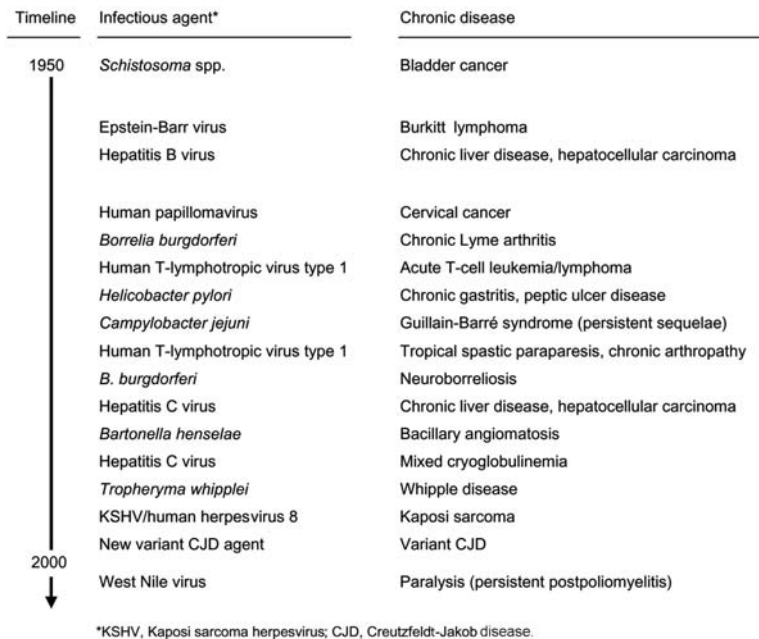 Timeline Infectious agent* Chronic disease
1950 Schistosoma spp. Bladder cancer
Epstein-Barr virus Burkitt lymphoma
Hepatitis B virus Chronic liver disease, hepatocellular carcinoma
Human papillomavirus Cervical cancer
Borrelia burgdorferi Chronic Lyme arthritis
Human T-lymphotropic virus type 1 Acute T-cell leukemia/lymphoma
Helicobacter pylori Chronic gastritis, peptic ulcer disease
Campylobacter jejuni Guillain-Barré syndrome (persistent sequelae)
Human T-lymphotropic virus type 1 Tropical spastic paraparesis, chronic arthropathy
B. burgdorferi Neuroborreliosis
Hepatitis C virus Chronic liver disease, hepatocellular carcinoma
Bartonella henselae Bacillary angiomatosis
Hepatitis C virus Mixed cryoglobulinemia
Tropheryma whipplei Whipple disease
KSHV/human herpesvirus 8 Kaposi sarcoma
New variant CJD agent Variant CJD
2000
West Nile virus Paralysis (persistent postpoliomyelitis)
*KSHV, Kaposi sarcoma herpesvirus; CJD, Creutzfeldt-Jakob disease.